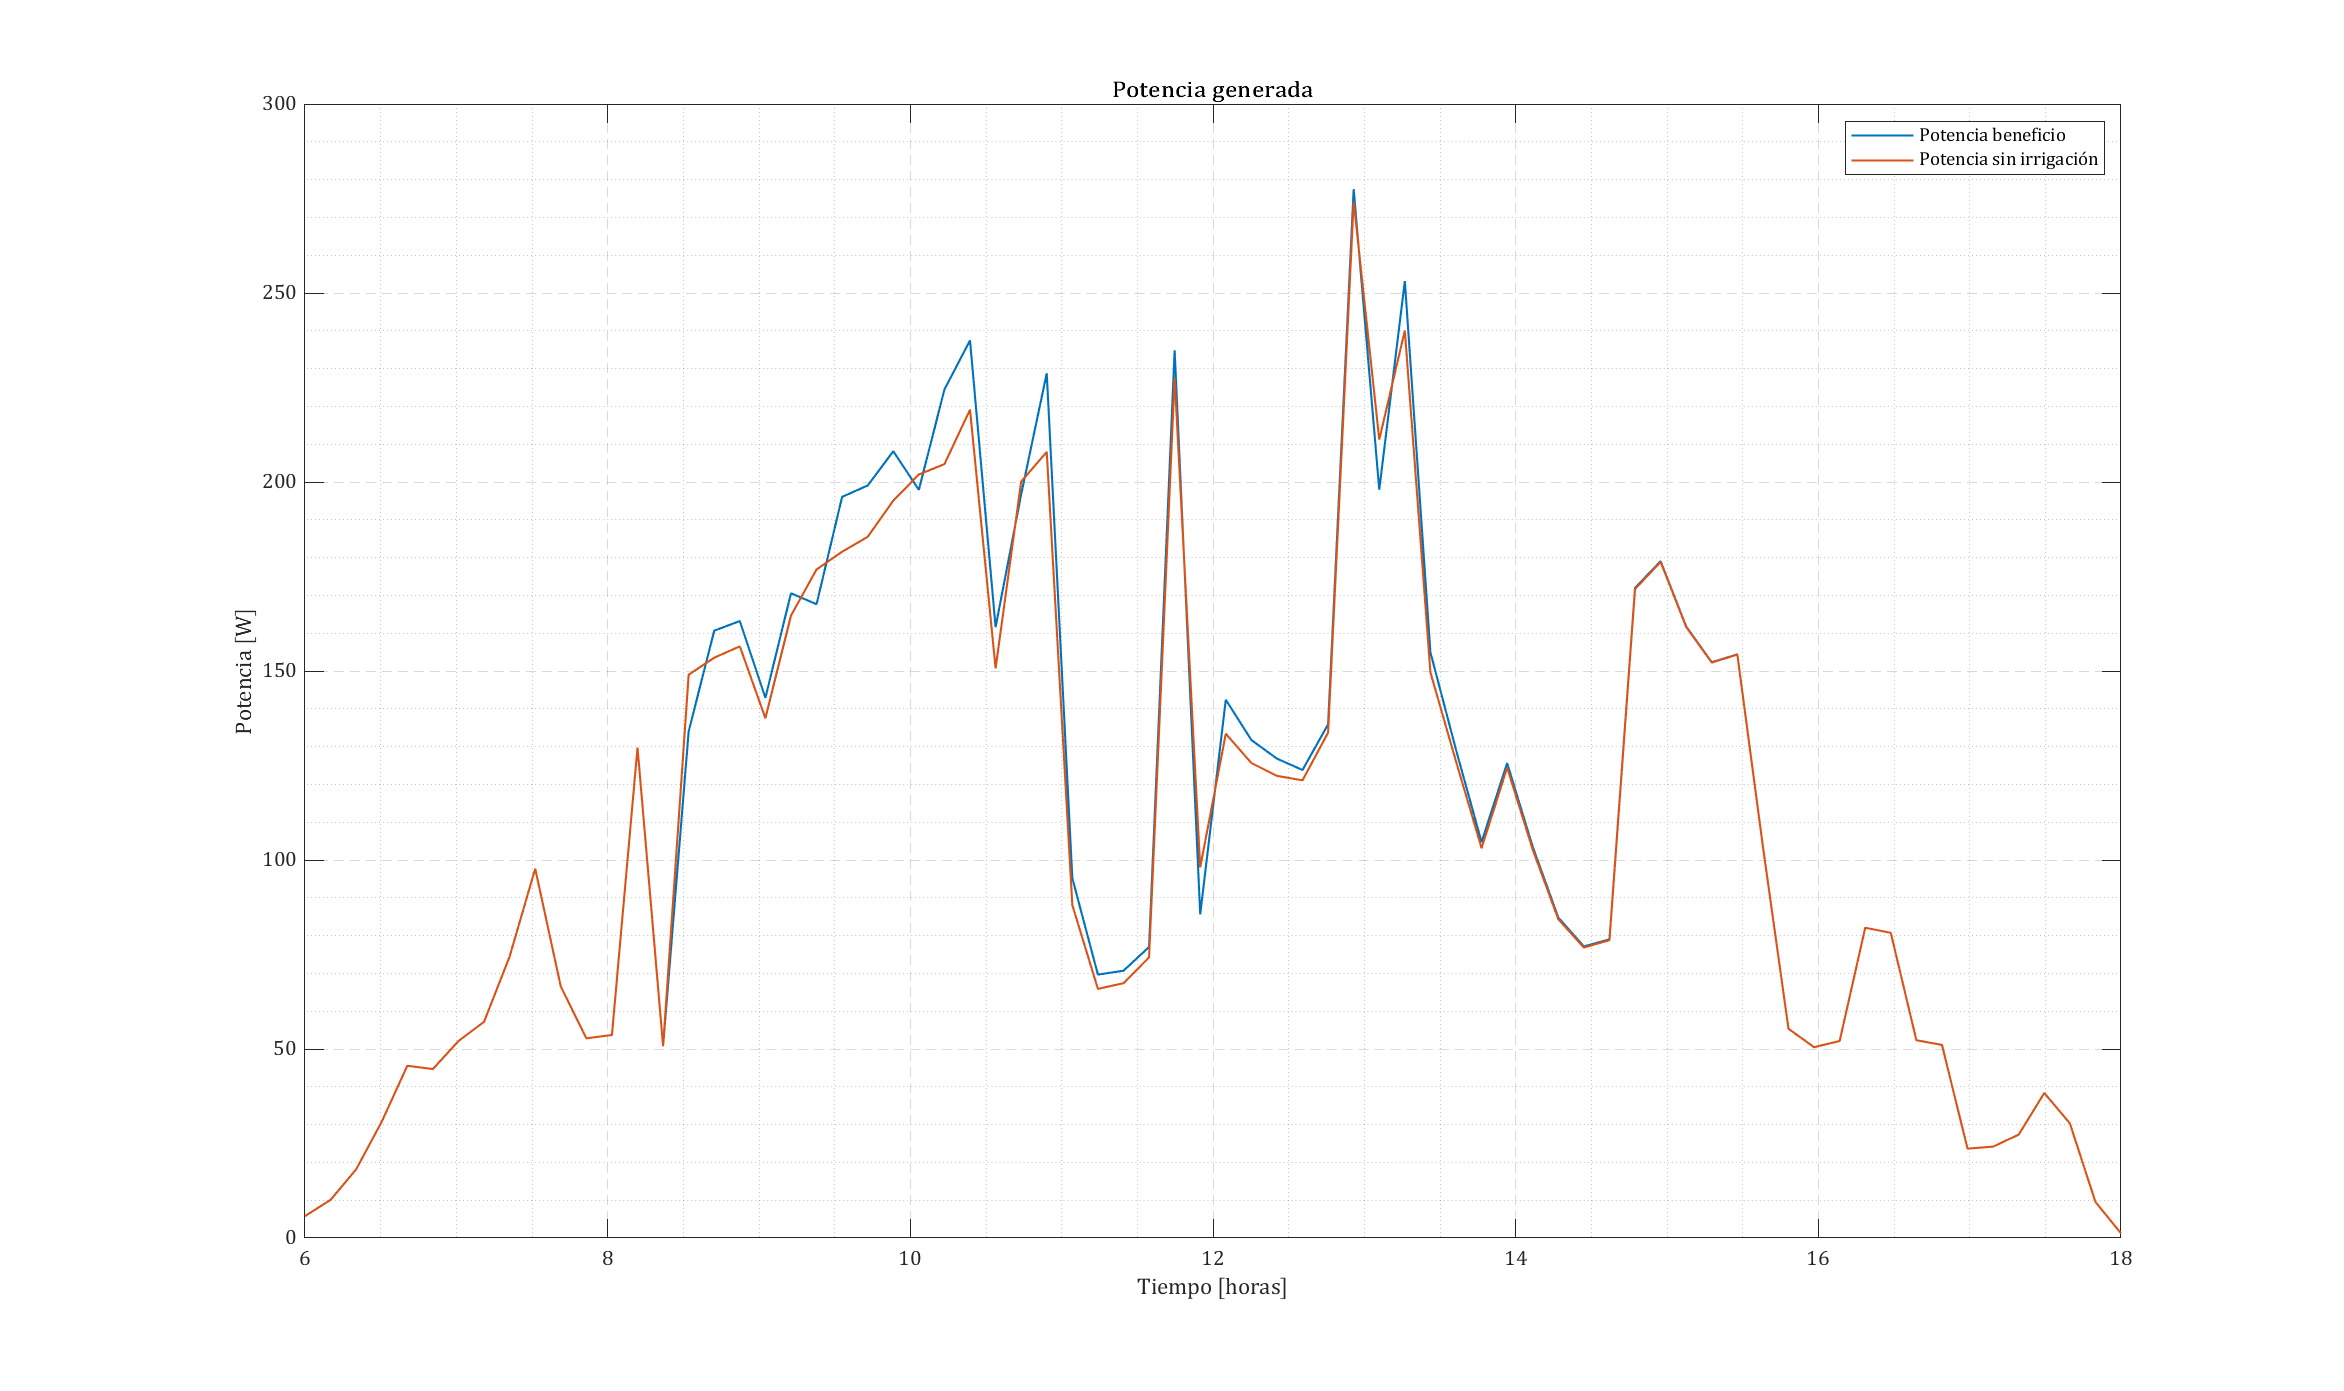 Potencia generada
300
250
200
150
100
50
0
Potencia [W]
6 8 10 12 14 16 18
Tiempo [horas]
Potencia beneficio
Potencia sin irrigación